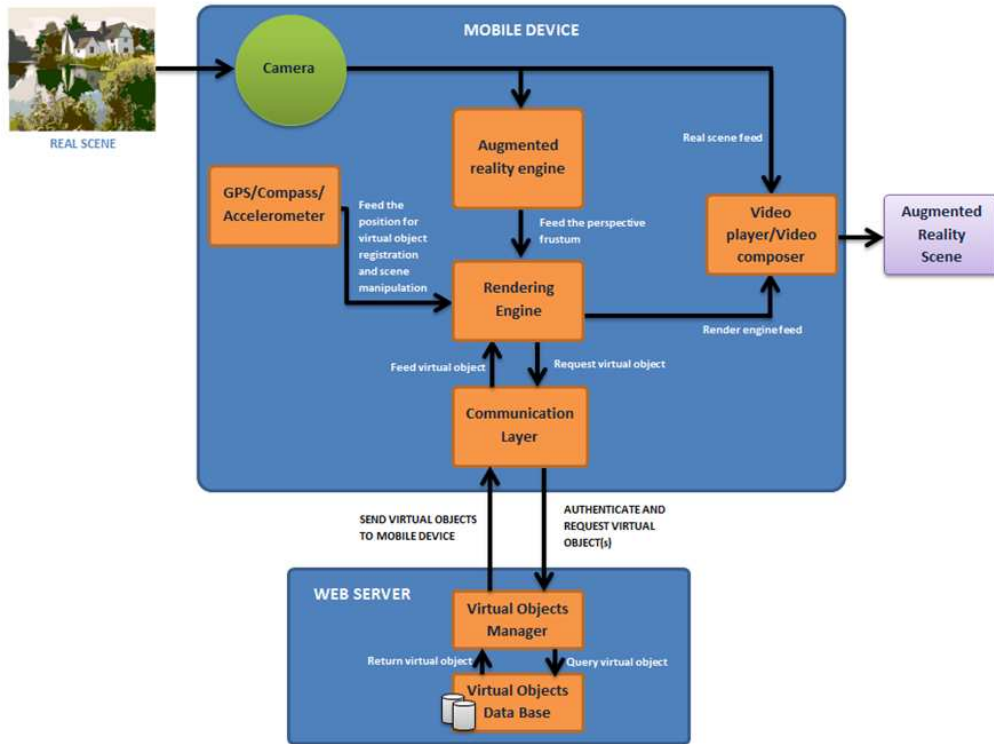 MOBILE DEVICE
Camera
REAL SCENE
Augmented
reality engine
Real scene feed
GPS/Compass/
Accelerometer
Feed the
position for
virtual object
registration
and scene
manipulation
Feed the perspective
frustum
Video
player/Video
composer
Augmented
Reality
Scene
Rendering
Engine
Render engine feed
Feed virtual object
Request virtual object
Communication
Layer
SEND VIRTUAL OBJECTS
TO MOBILE DEVICE
AUTHENTICATE AND
REQUEST VIRTUAL
OBJECT(s)
WEB SERVER
Virtual Objects
Manager
Return virtual object
Query virtual object
Virtual Objects
Data Base